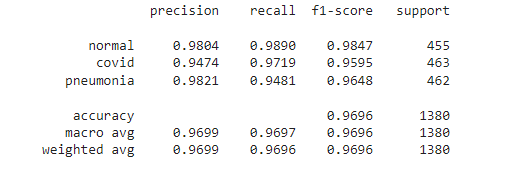 precision recall f1-score support
normal 0.9804 0.9890 0.9847 455
covid 0.9474 0.9719 0.9595 463
pneumonia 0.9821 0.9481 0.9648 462
accuracy 0.9696 1380
macro avg 0.9699 0.9697 0.9696 1380
weighted avg 0.9699 0.9696 0.9696 1380